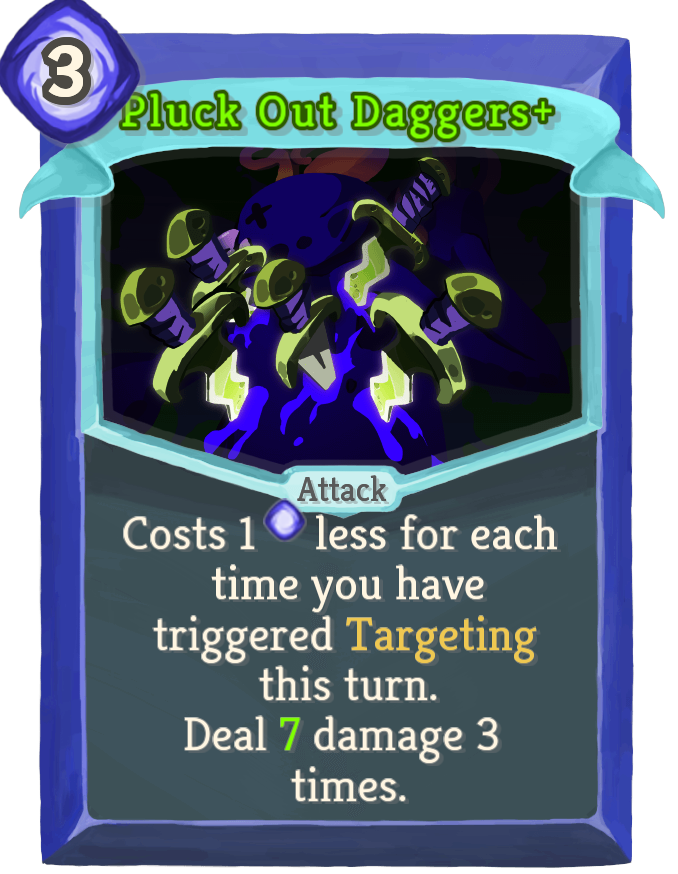 3
Pluck Out Daggers+
Attack
Costs 1 less for each
time you have
triggered Targeting
this turn.
Deal 7 damage 3
times.